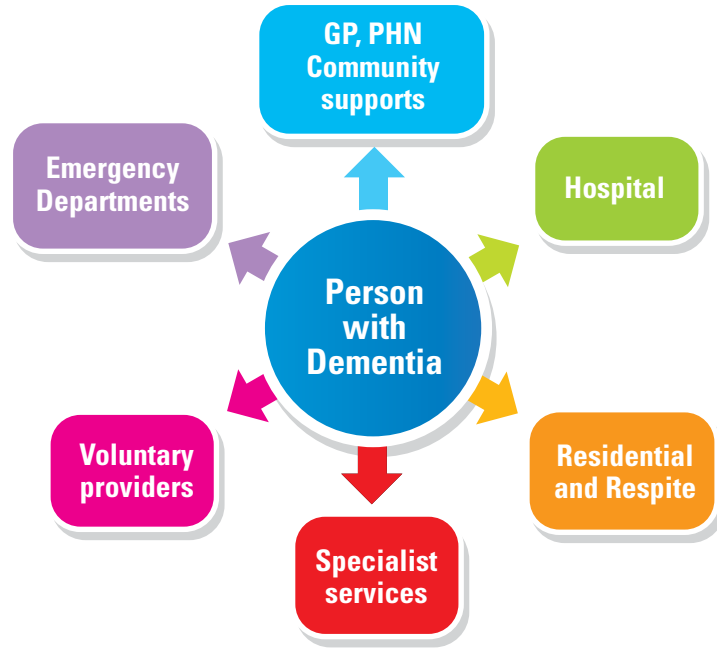 GP, PHN
Community
supports
Emergency
Departments
Hospital
Person
with
Dementia
Voluntary
providers
Residential
and Respite
Specialist
services